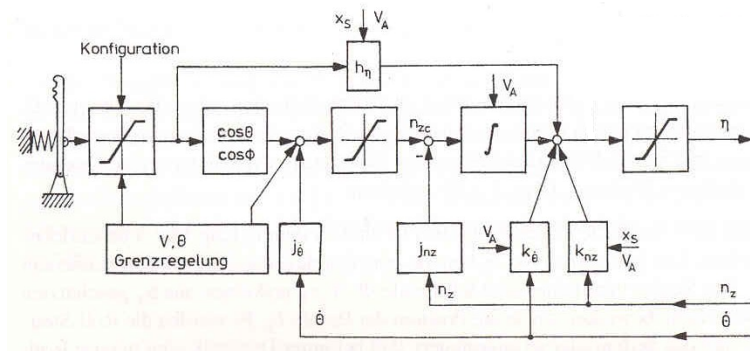 x_S V_A
Konfiguration
h_η
V_A
cosθ
cosΦ
n_zc
η
-
V,θ
Grenzregelung
j_θ̇
j_nz
V_A
k_θ̇
k_nz
x_S
V_A
n_z
n_z
θ̇
θ̇